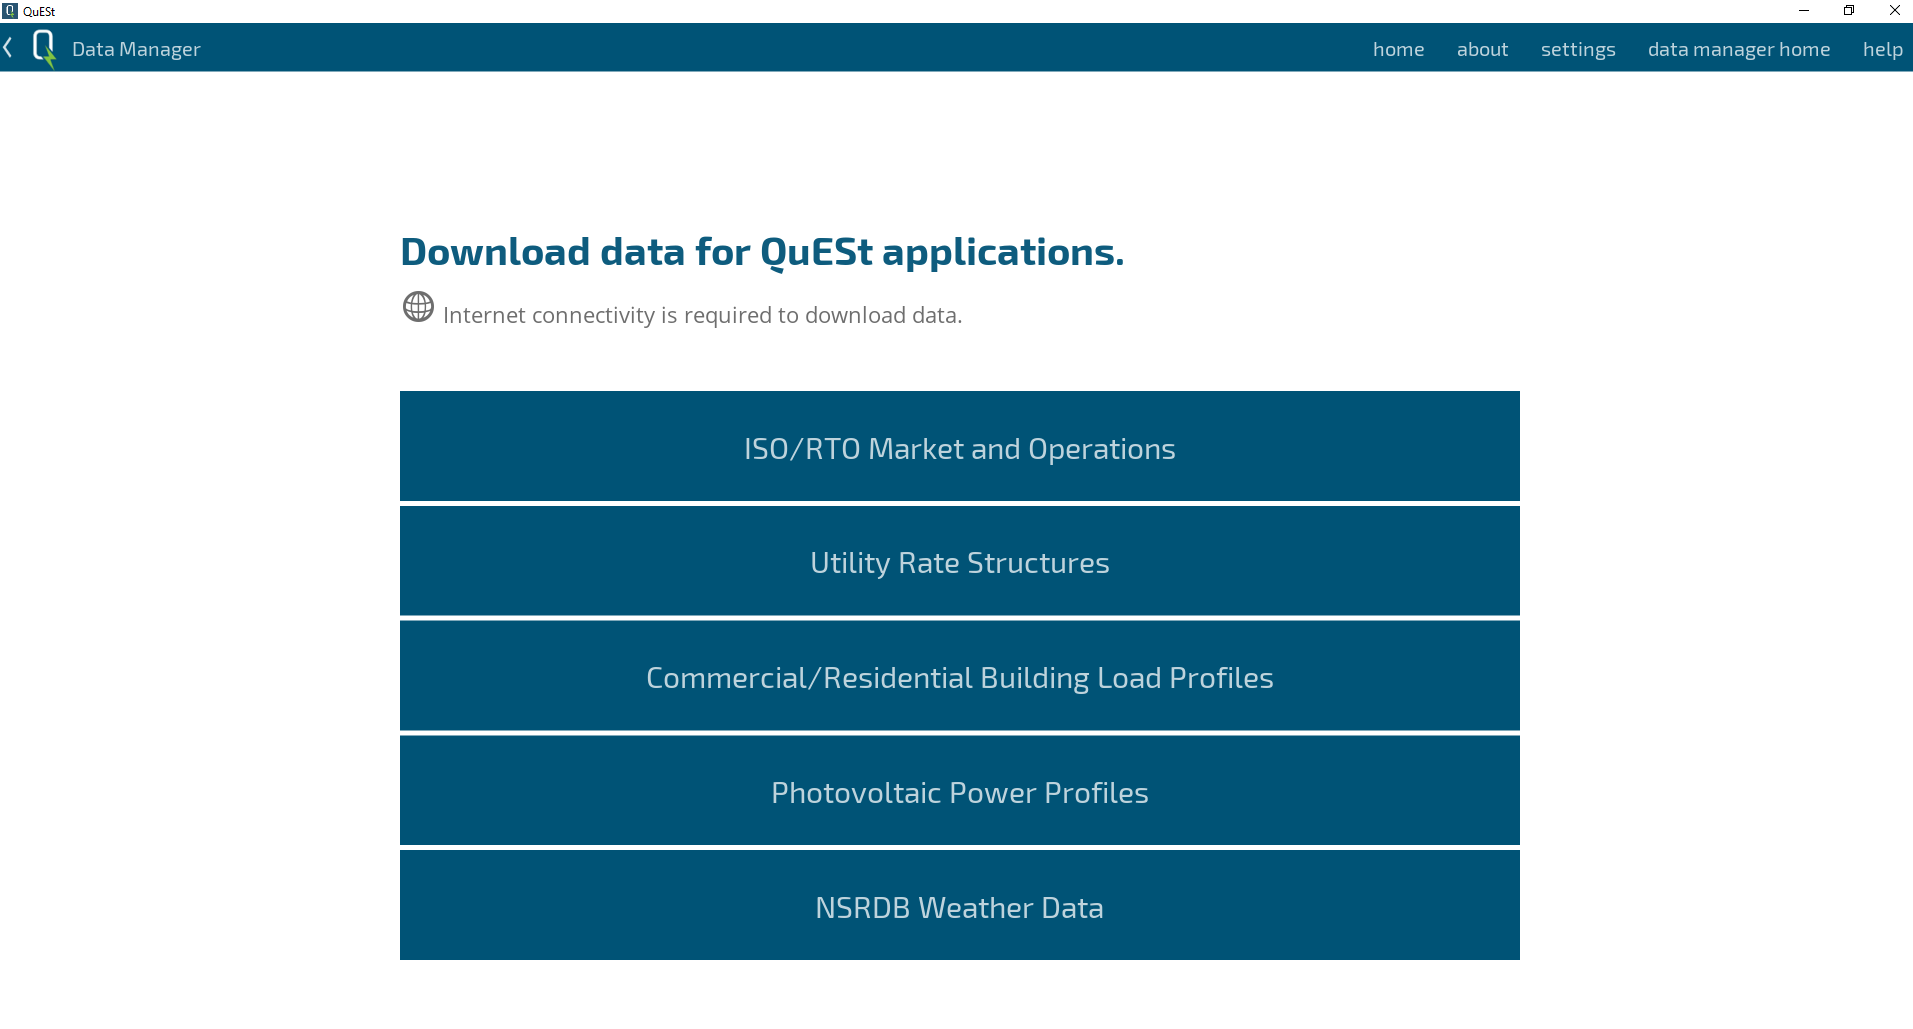 QuESt
Data Manager
home about settings data manager home help
Download data for QuESt applications.
Internet connectivity is required to download data.
ISO/RTO Market and Operations
Utility Rate Structures
Commercial/Residential Building Load Profiles
Photovoltaic Power Profiles
NSRDB Weather Data